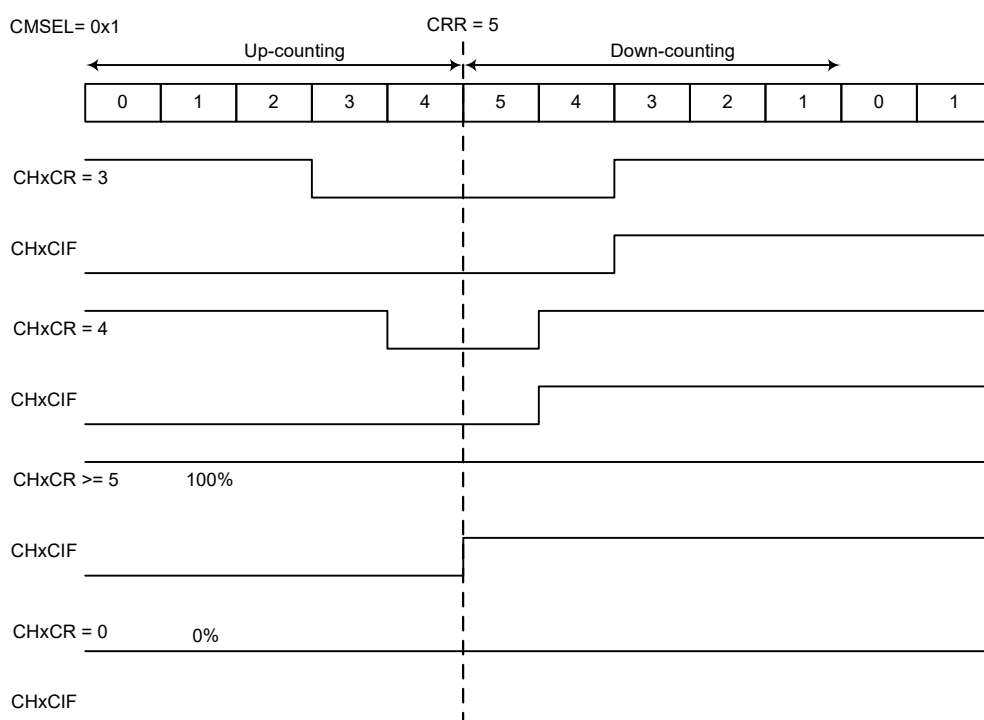 CMSEL= 0x1
CRR = 5
Up-counting Down-counting
0 1 2 3 4 5 4 3 2 1 0 1
CHxCR = 3
CHxCIF
CHxCR = 4
CHxCIF
CHxCR >= 5 100%
CHxCIF
CHxCR = 0 0%
CHxCIF